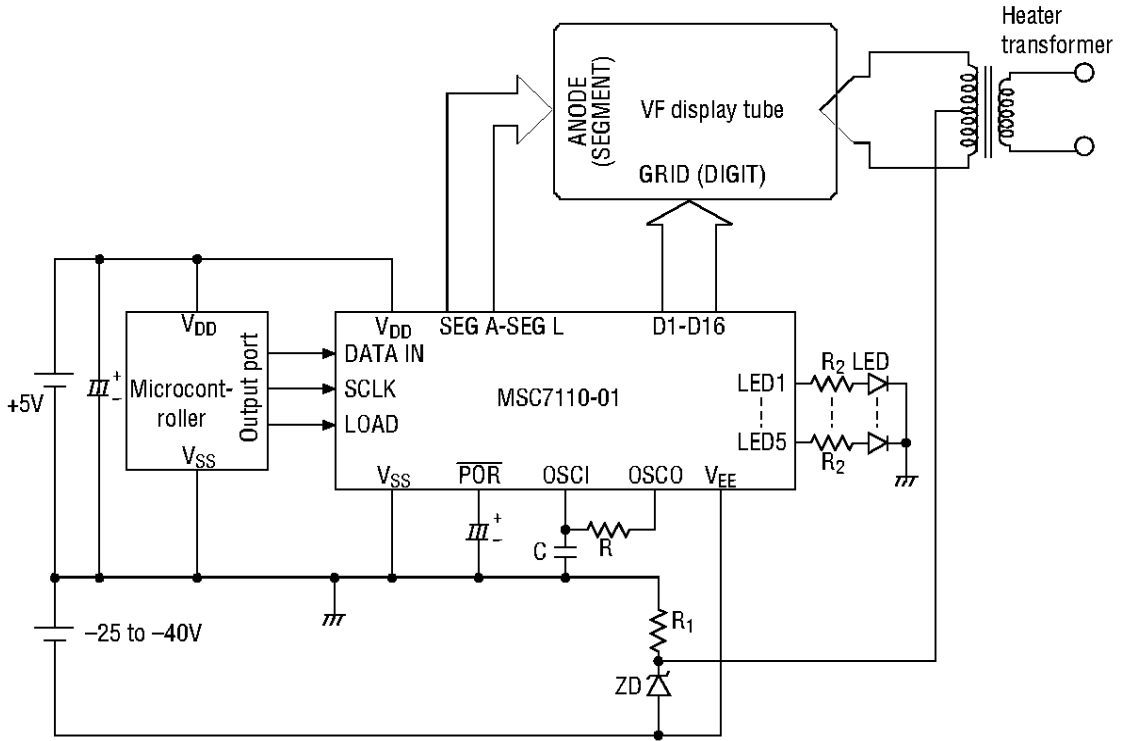 Heater
transformer
ANODE
(SEGMENT)
VF display tube
GRID (DIGIT)
VDD
VDD
SEG A-SEG L
D1-D16
Output port
DATA IN
SCLK
LOAD
Microcont-
roller
MSC7110-01
LED1
LED5
R2
LED
R2
+5V
+
–
VSS
VSS
POR
OSCI
OSCO
VEE
+
–
C
R
–25 to –40V
R1
ZD